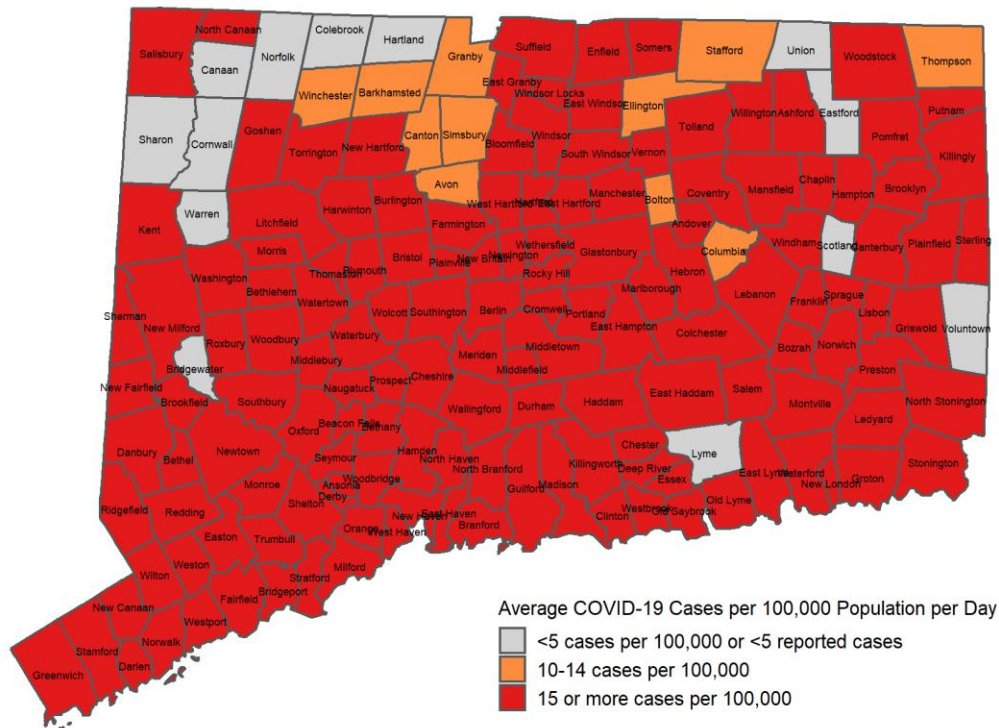 North Canaan
Salisbury
Canaan
Norfolk
Colebrook
Hartland
Granby
Suffield
Enfield
Somers
Stafford
Union
Woodstock
Thompson
Winchester
Barkhamsted
East Granby
Windsor Locks
East Windsor
Ellington
Willington
Ashford
Eastford
Putnam
Sharon
Cornwall
Goshen
Torrington
New Hartford
Canton
Simsbury
Bloomfield
Windsor
South Windsor
Vernon
Tolland
Pomfret
Killingly
Avon
Warren
Kent
Litchfield
Harwinton
Burlington
Farmington
West Hartford
Hartford
East Hartford
Manchester
Bolton
Coventry
Andover
Mansfield
Chaplin
Hampton
Brooklyn
Columbia
Windham
Scotland
Canterbury
Plainfield
Sterling
Morris
Washington
Bethlehem
Thomaston
Plymouth
Bristol
Plainville
New Britain
Newington
Wethersfield
Rocky Hill
Glastonbury
Hebron
Marlborough
Lebanon
Franklin
Sprague
Lisbon
Griswold
Voluntown
Sherman
New Milford
Roxbury
Woodbury
Watertown
Waterbury
Wolcott
Southington
Berlin
Cromwell
Portland
East Hampton
Colchester
Bozrah
Norwich
Preston
Bridgewater
Middlebury
Naugatuck
Prospect
Cheshire
Meriden
Middletown
Middlefield
New Fairfield
Brookfield
Southbury
Oxford
Beacon Falls
Bethany
Wallingford
Durham
Haddam
East Haddam
Salem
Montville
Ledyard
North Stonington
Danbury
Bethel
Newtown
Seymour
Woodbridge
Hamden
North Haven
North Branford
Guilford
Madison
Killingworth
Chester
Deep River
Essex
Lyme
East Lyme
Waterford
New London
Groton
Stonington
Ridgefield
Redding
Monroe
Shelton
Ansonia
Derby
Orange
New Haven
West Haven
East Haven
Branford
Clinton
Westbrook
Old Saybrook
Old Lyme
Easton
Trumbull
Stratford
Milford
Wilton
Weston
Fairfield
Bridgeport
New Canaan
Westport
Norwalk
Greenwich
Stamford
Darien
Average COVID-19 Cases per 100,000 Population per Day
<5 cases per 100,000 or <5 reported cases
10-14 cases per 100,000
15 or more cases per 100,000